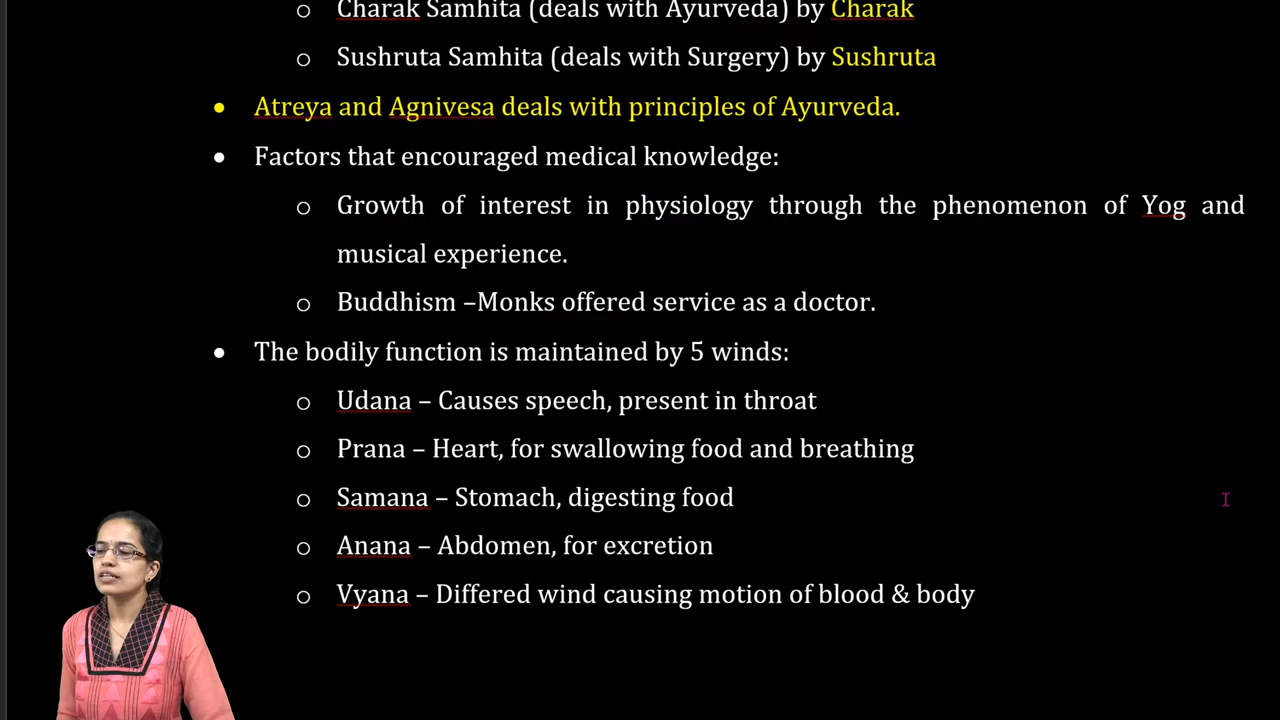 o Charak Samhita (deals with Ayurveda) by Charak
o Sushruta Samhita (deals with Surgery) by Sushruta
• Atreya and Agnivesa deals with principles of Ayurveda.
• Factors that encouraged medical knowledge:
o Growth of interest in physiology through the phenomenon of Yog and
musical experience.
o Buddhism –Monks offered service as a doctor.
• The bodily function is maintained by 5 winds:
o Udana – Causes speech, present in throat
o Prana – Heart, for swallowing food and breathing
o Samana – Stomach, digesting food
o Anana – Abdomen, for excretion
o Vyana – Differed wind causing motion of blood & body